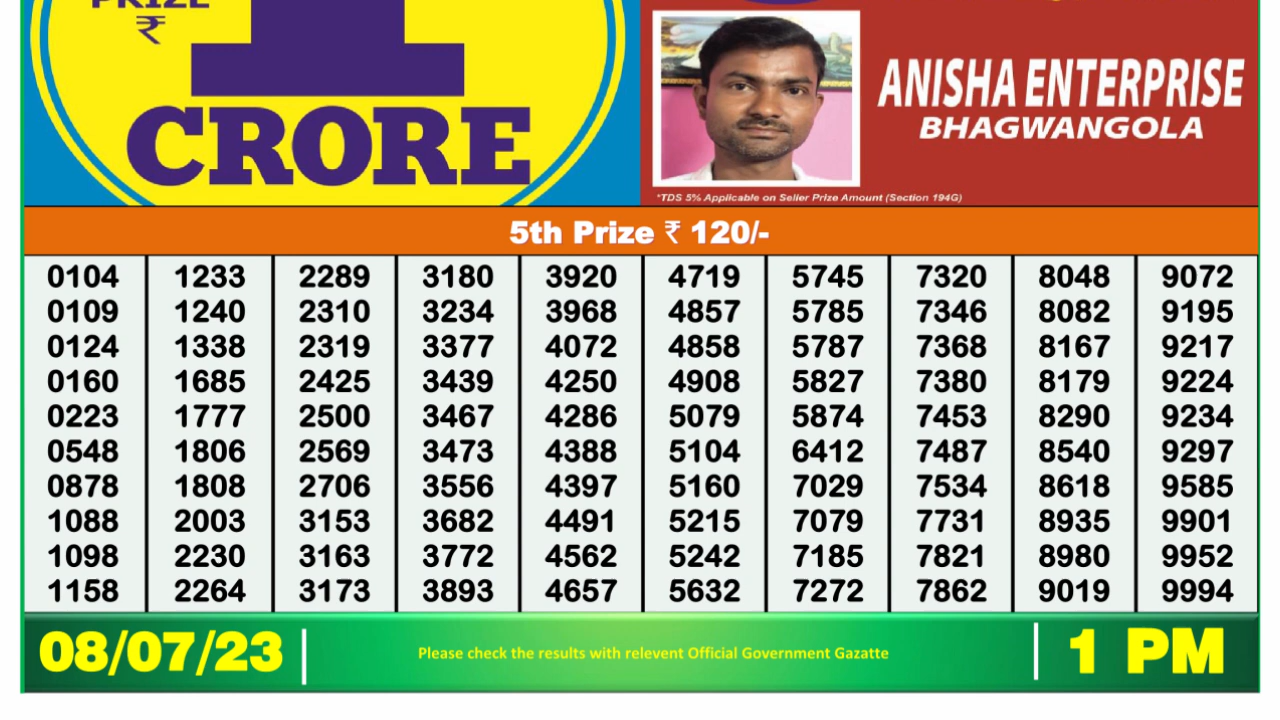 PRIZE
₹
1
CRORE
ANISHA ENTERPRISE
BHAGWANGOLA
*TDS 5% Applicable on Seller Prize Amount (Section 194G)
5th Prize ₹ 120/-
0104 1233 2289 3180 3920 4719 5745 7320 8048 9072
0109 1240 2310 3234 3968 4857 5785 7346 8082 9195
0124 1338 2319 3377 4072 4858 5787 7368 8167 9217
0160 1685 2425 3439 4250 4908 5827 7380 8179 9224
0223 1777 2500 3467 4286 5079 5874 7453 8290 9234
0548 1806 2569 3473 4388 5104 6412 7487 8540 9297
0878 1808 2706 3556 4397 5160 7029 7534 8618 9585
1088 2003 3153 3682 4491 5215 7079 7731 8935 9901
1098 2230 3163 3772 4562 5242 7185 7821 8980 9952
1158 2264 3173 3893 4657 5632 7272 7862 9019 9994
08/07/23
Please check the results with relevent Official Government Gazatte
1 PM